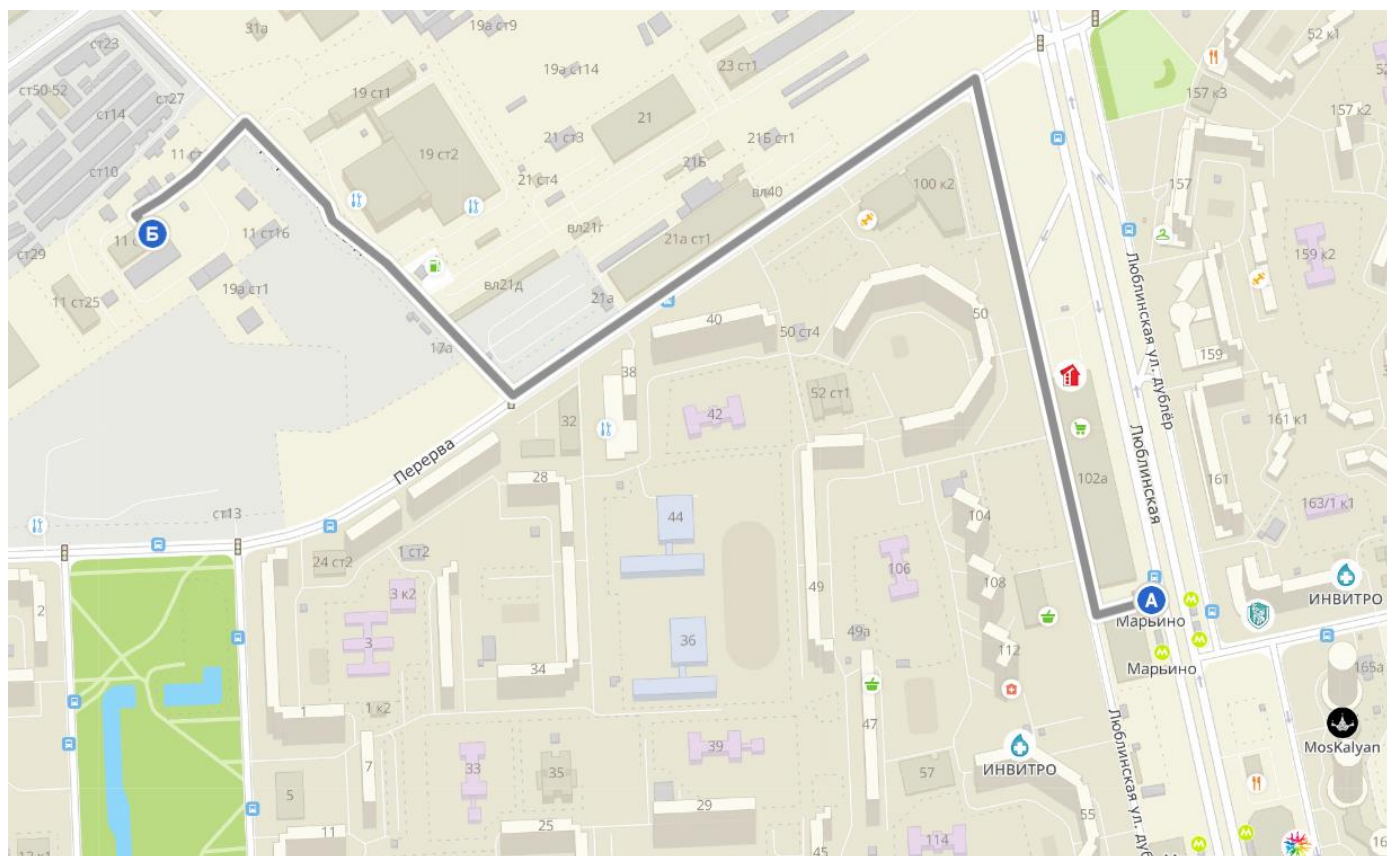 31а
19а ст9
52 к1
ст23
ст50-52
ст27
ст14
19 ст1
19а ст14
23 ст1
157 к3
157 к2
21
21 ст3
21Б ст1
19 ст2
21Б
ст10
21 ст4
вл40
100 к2
157
Б
11 ст16
вл21г
21а ст1
ст29
159 к2
19а ст1
вл21д
21а
11 ст25
Люблинская ул. дублёр
40
50 ст4
50
17а
38
159
52 ст1
42
32
161 к1
Перерва
28
Люблинская
102а
161
163/1 к1
ст13
44
104
24 ст2
1 ст2
106
108
3 к2
49
А
ИНВИТРО
2
Марьино
3
36
49а
112
34
Марьино
165а
1
1 к2
47
Люблинская ул. дуб
MosKalyan
7
39
33
35
57
ИНВИТРО
5
29
55
11
25
45
114